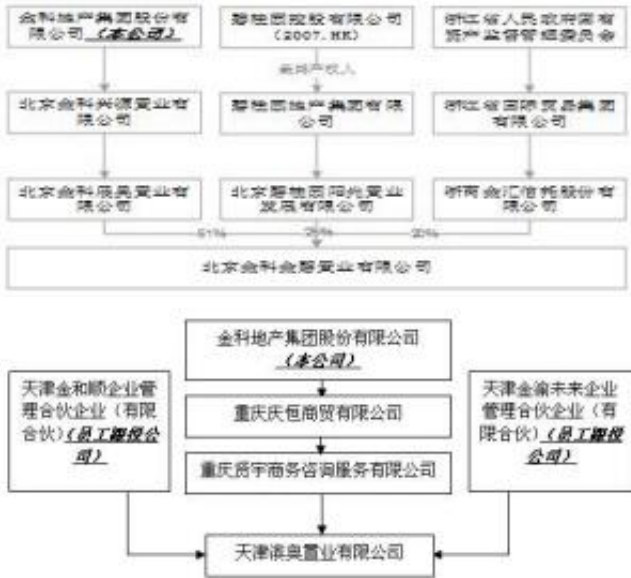 金科地产集团股份有
限公司（本公司）
碧桂园控股有限公司
(2007.HK)
浙江省人民政府国有
资产监督管理委员会
北京金科兴源置业有
限公司
碧桂园地产集团有限
公司
浙江省国际贸易集团
有限公司
北京金科展昊置业有
限公司
北京碧桂园阳光置业
发展有限公司
浙商金汇信托股份有
限公司
51%
20%
北京金科金碧置业有限公司
金科地产集团股份有限公司
（本公司）
天津金和顺企业管
理合伙企业（有限
合伙）（员工跟投公
司）
重庆庆恒商贸有限公司
天津金渝未来企业
管理合伙企业（有
限合伙）（员工跟投
公司）
重庆贤宇商务咨询服务有限公司
天津滨奥置业有限公司